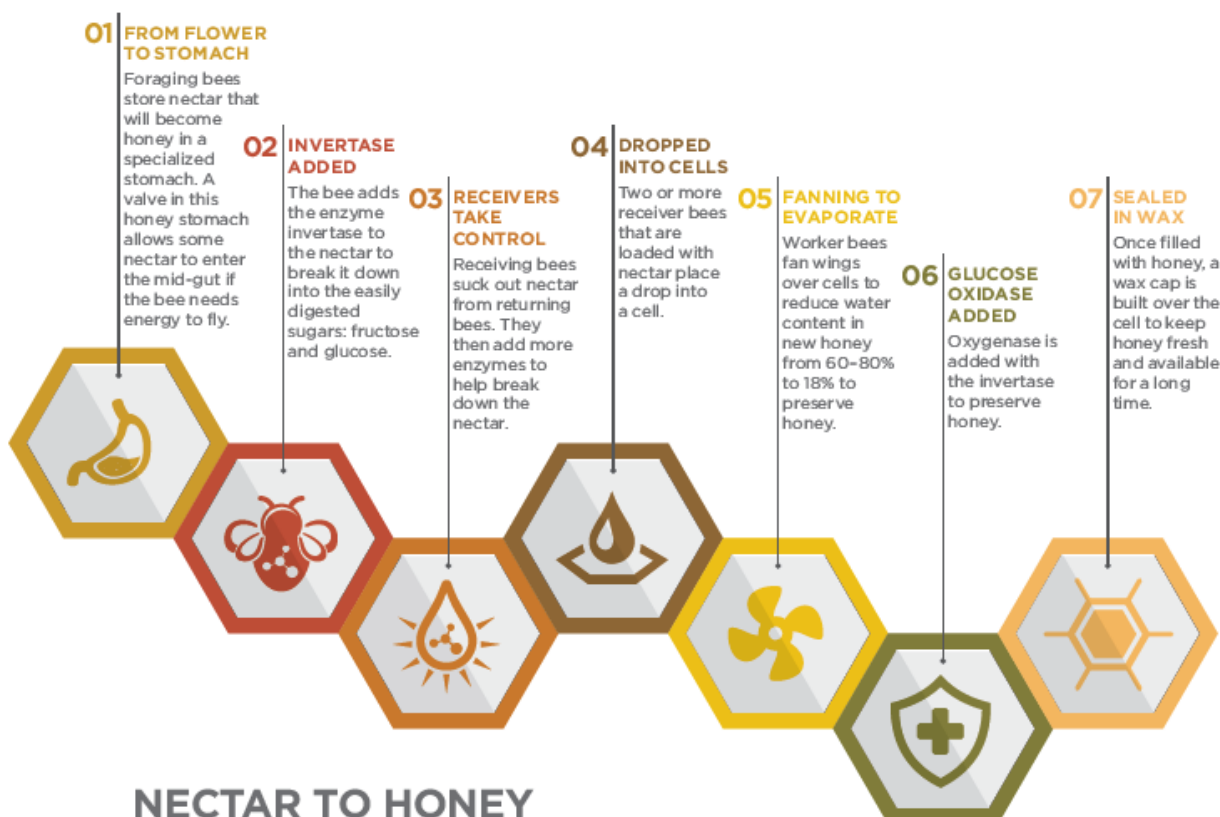 01 FROM FLOWER
TO STOMACH
Foraging bees
store nectar that
will become
honey in a
specialized
stomach. A
valve in this
honey stomach
allows some
nectar to enter
the mid-gut if
the bee needs
energy to fly.
02 INVERTASE
ADDED
The bee adds
the enzyme
invertase to
the nectar to
break it down
into the easily
digested
sugars: fructose
and glucose.
03 RECEIVERS
TAKE
CONTROL
Receiving bees
suck out nectar
from returning
bees. They
then add more
enzymes to
help break
down the
nectar.
04 DROPPED
INTO CELLS
Two or more
receiver bees
that are
loaded with
nectar place
a drop into
a cell.
05 FANNING TO
EVAPORATE
Worker bees
fan wings
over cells to
reduce water
content in
new honey
from 60–80%
to 18% to
preserve
honey.
06 GLUCOSE
OXIDASE
ADDED
Oxygenase is
added with
the invertase
to preserve
honey.
07 SEALED
IN WAX
Once filled
with honey, a
wax cap is
built over the
cell to keep
honey fresh
and available
for a long
time.
NECTAR TO HONEY